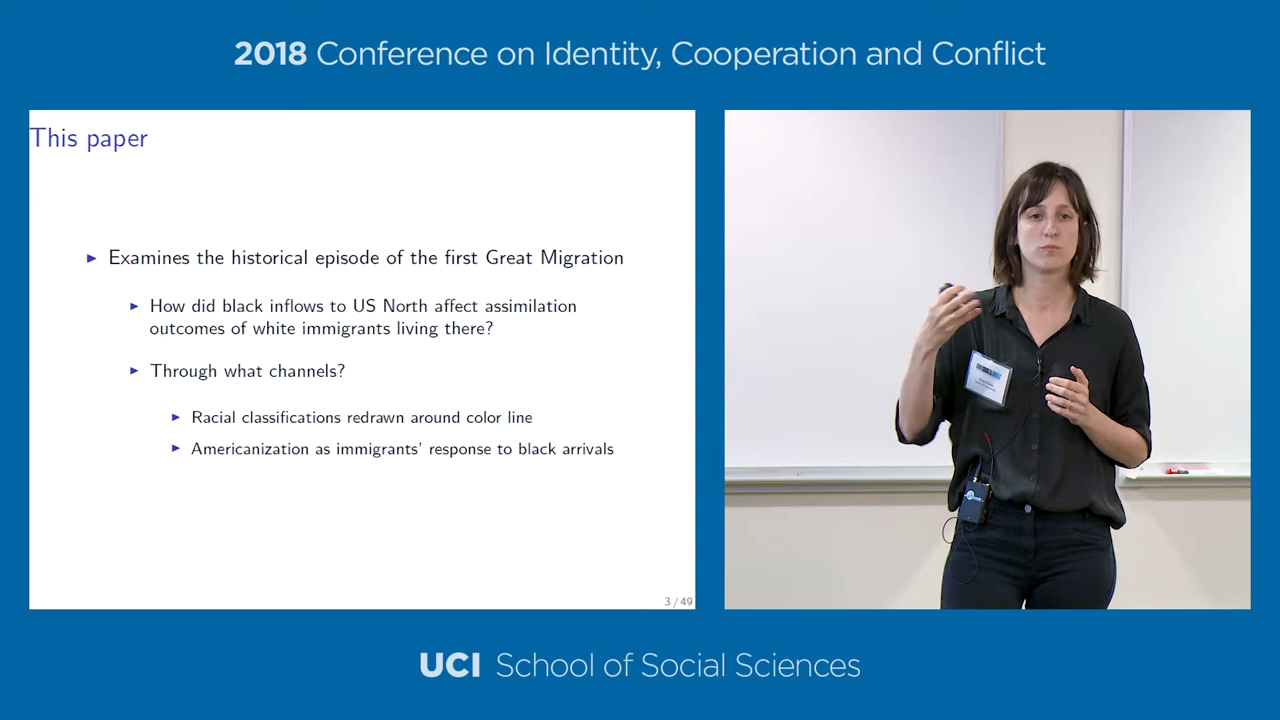 2018 Conference on Identity, Cooperation and Conflict
This paper
Examines the historical episode of the first Great Migration
How did black inflows to US North affect assimilation
outcomes of white immigrants living there?
Through what channels?
Racial classifications redrawn around color line
Americanization as immigrants' response to black arrivals
3 / 49
UCI School of Social Sciences